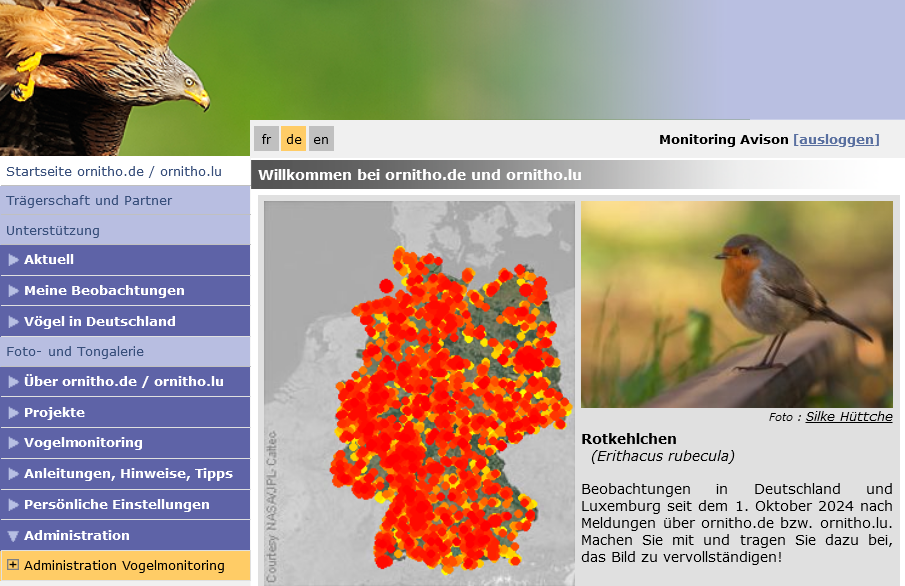 fr de en
Monitoring Avison [ausloggen]
Startseite ornitho.de / ornitho.lu
Trägerschaft und Partner
Unterstützung
Aktuell
Meine Beobachtungen
Vögel in Deutschland
Foto- und Tongalerie
Über ornitho.de / ornitho.lu
Projekte
Vogelmonitoring
Anleitungen, Hinweise, Tipps
Persönliche Einstellungen
Administration
Administration Vogelmonitoring
Willkommen bei ornitho.de und ornitho.lu
Courtesy NASA/JPL-Caltec
Foto : Silke Hüttche
Rotkehlchen
(Erithacus rubecula)
Beobachtungen in Deutschland und
Luxemburg seit dem 1. Oktober 2024 nach
Meldungen über ornitho.de bzw. ornitho.lu.
Machen Sie mit und tragen Sie dazu bei,
das Bild zu vervollständigen!